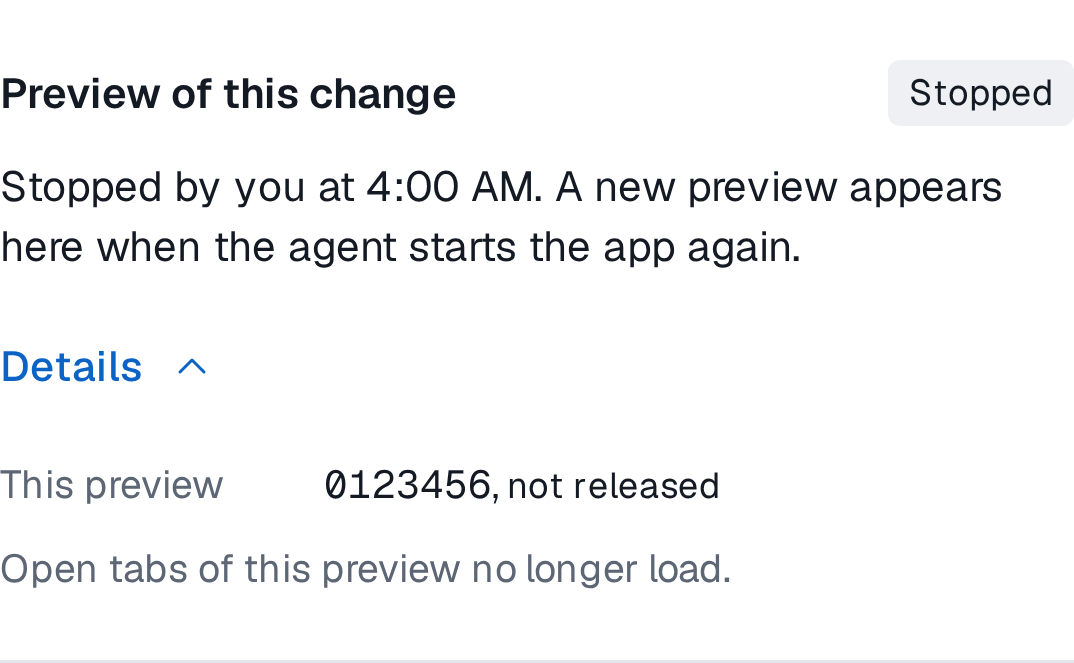 Preview of this change
Stopped
Stopped by you at 4:00 AM. A new preview appears
here when the agent starts the app again.
Details
This preview 0123456, not released
Open tabs of this preview no longer load.